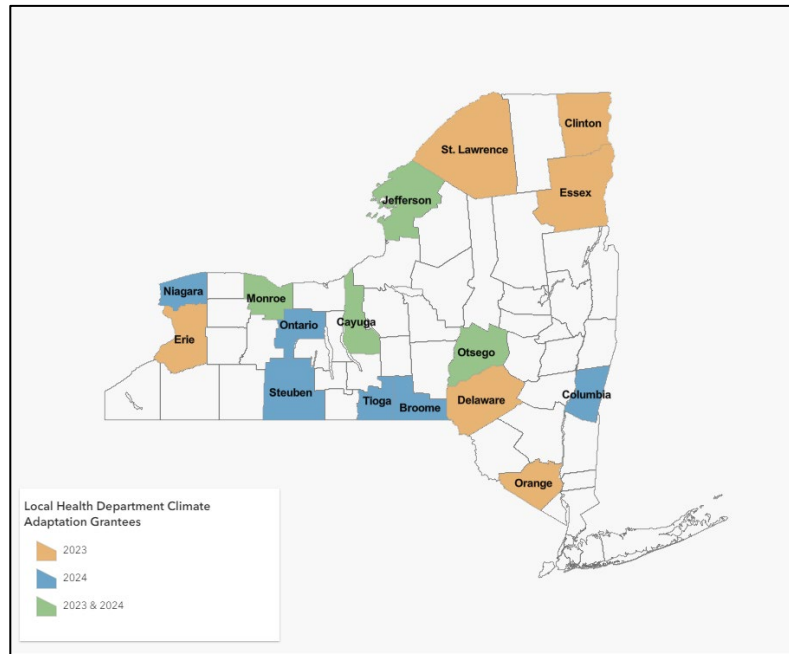 Clinton
St. Lawrence
Essex
Jefferson
Niagara
Monroe
Ontario
Cayuga
Erie
Otsego
Steuben
Tioga
Broome
Delaware
Columbia
Orange
Local Health Department Climate
Adaptation Grantees
2023
2024
2023 & 2024